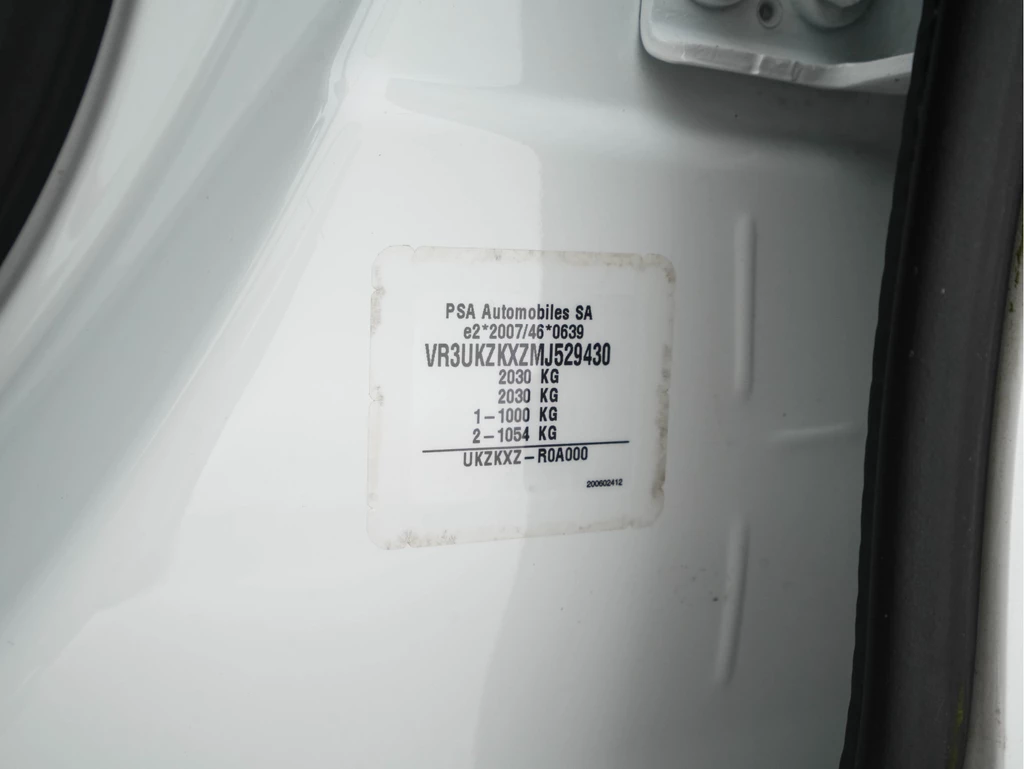 PSA Automobiles SA
e2*2007/46*0639
VR3UKZKXZMJ529430
2030 KG
2030 KG
1-1000 KG
2-1054 KG
UKZKXZ-R0A000
200602412